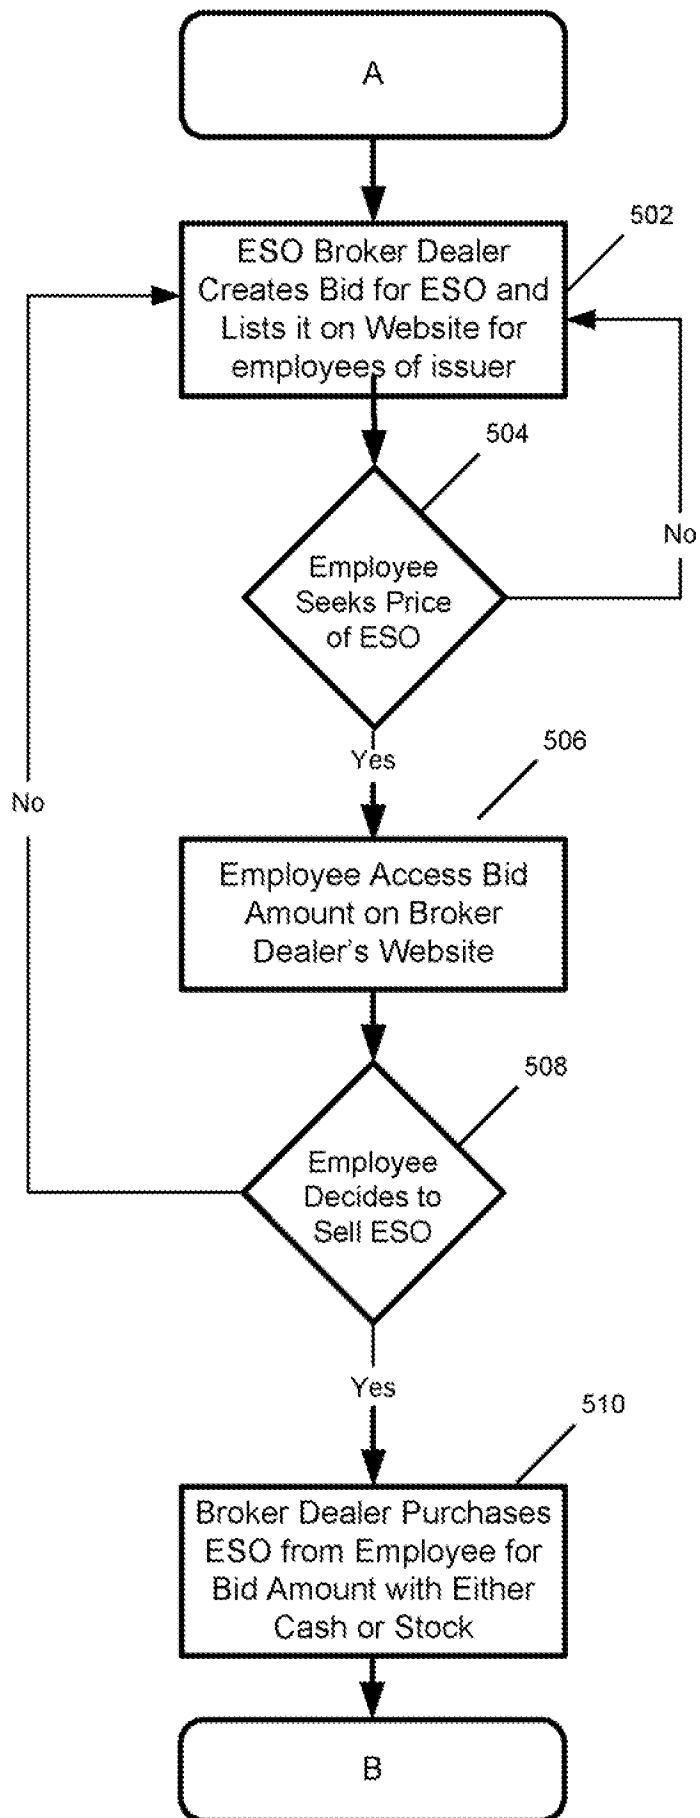 A
502
ESO Broker Dealer
Creates Bid for ESO and
Lists it on Website for
employees of issuer
504
No
Employee
Seeks Price
of ESO
Yes
506
No
Employee Access Bid
Amount on Broker
Dealer's Website
508
Employee
Decides to
Sell ESO
Yes
510
Broker Dealer Purchases
ESO from Employee for
Bid Amount with Either
Cash or Stock
B